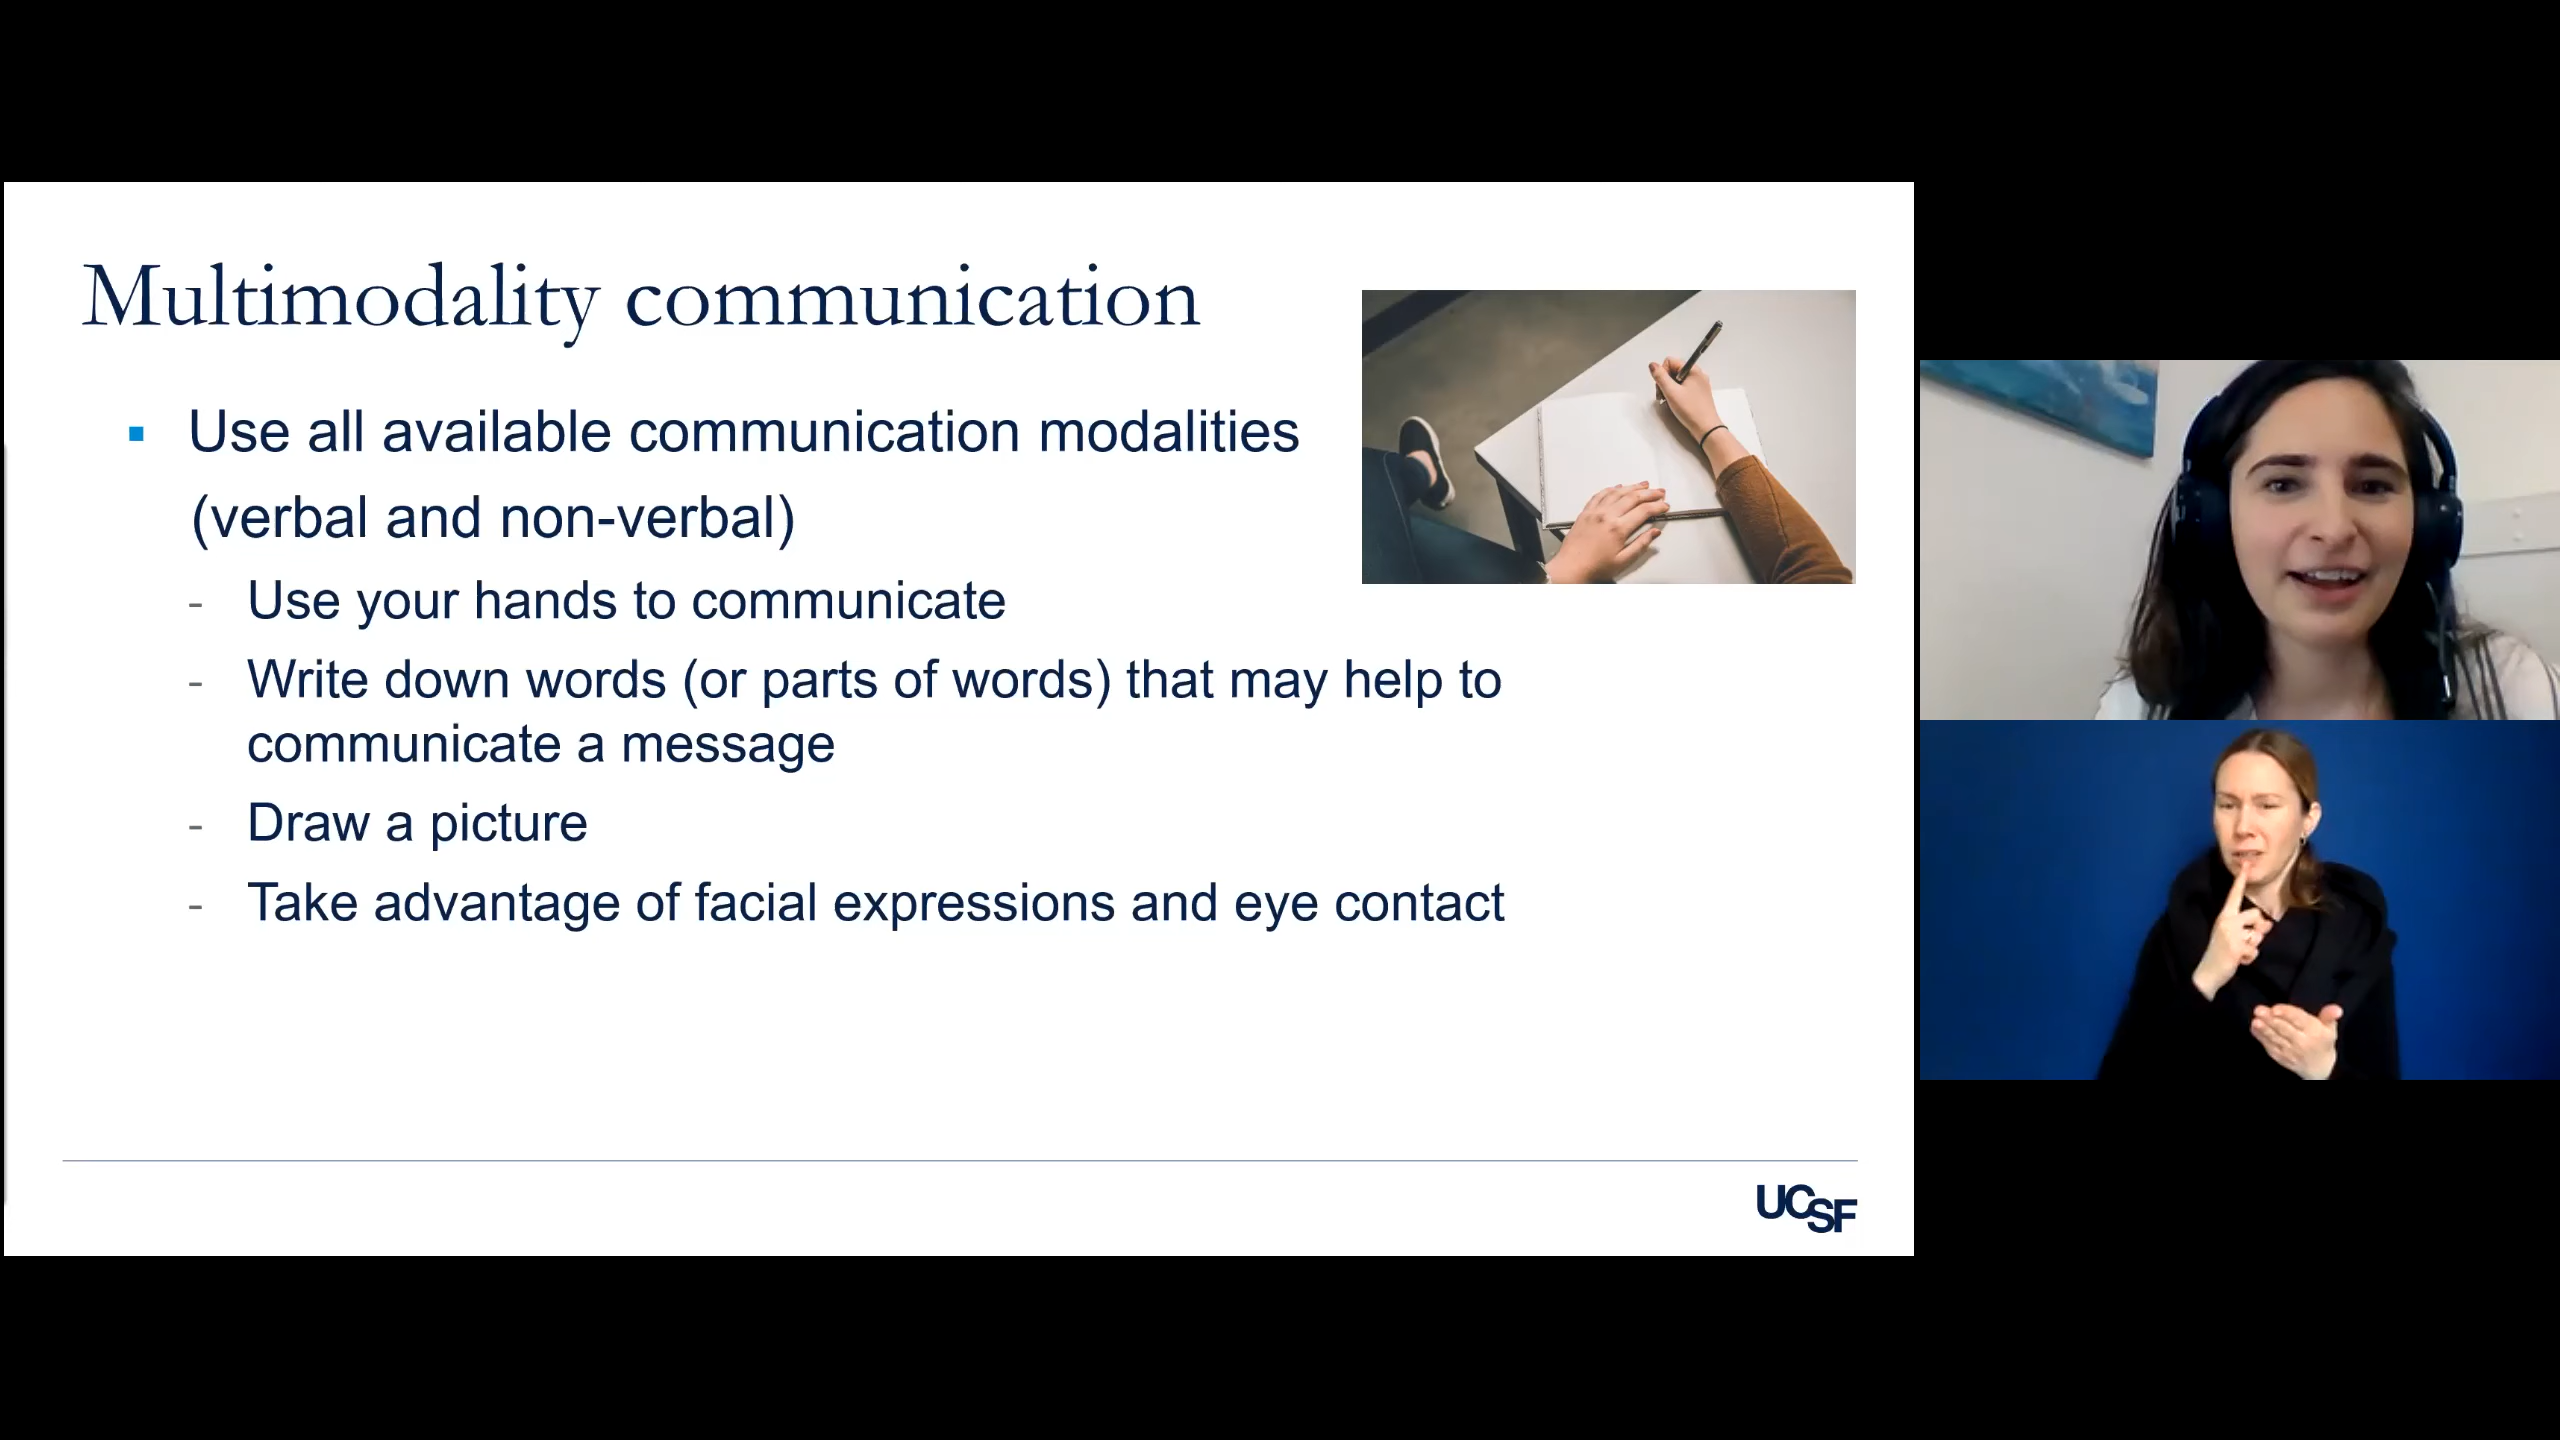 Multimodality communication
▪ Use all available communication modalities
(verbal and non-verbal)
- Use your hands to communicate
- Write down words (or parts of words) that may help to
communicate a message
- Draw a picture
- Take advantage of facial expressions and eye contact
UCSF